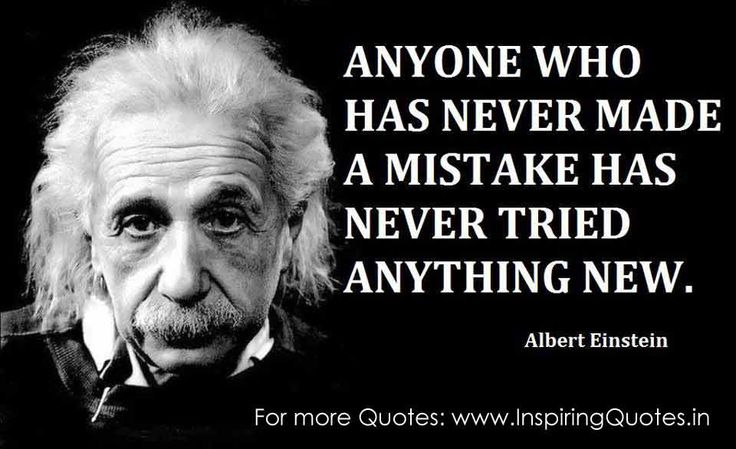 ANYONE WHO
HAS NEVER MADE
A MISTAKE HAS
NEVER TRIED
ANYTHING NEW.
Albert Einstein
For more Quotes: www.InspiringQuotes.in